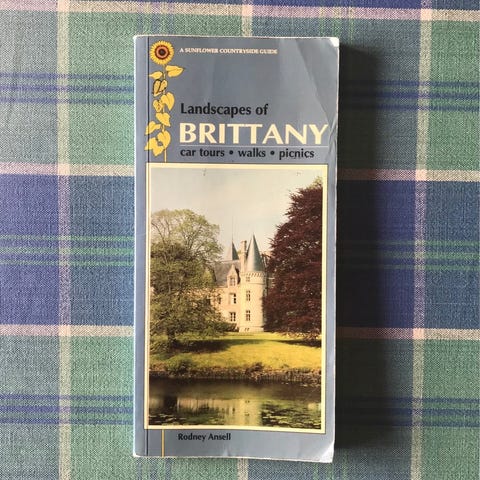 A SUNFLOWER COUNTRYSIDE GUIDE
Landscapes of
BRITTANY
car tours • walks • picnics
Rodney Ansell